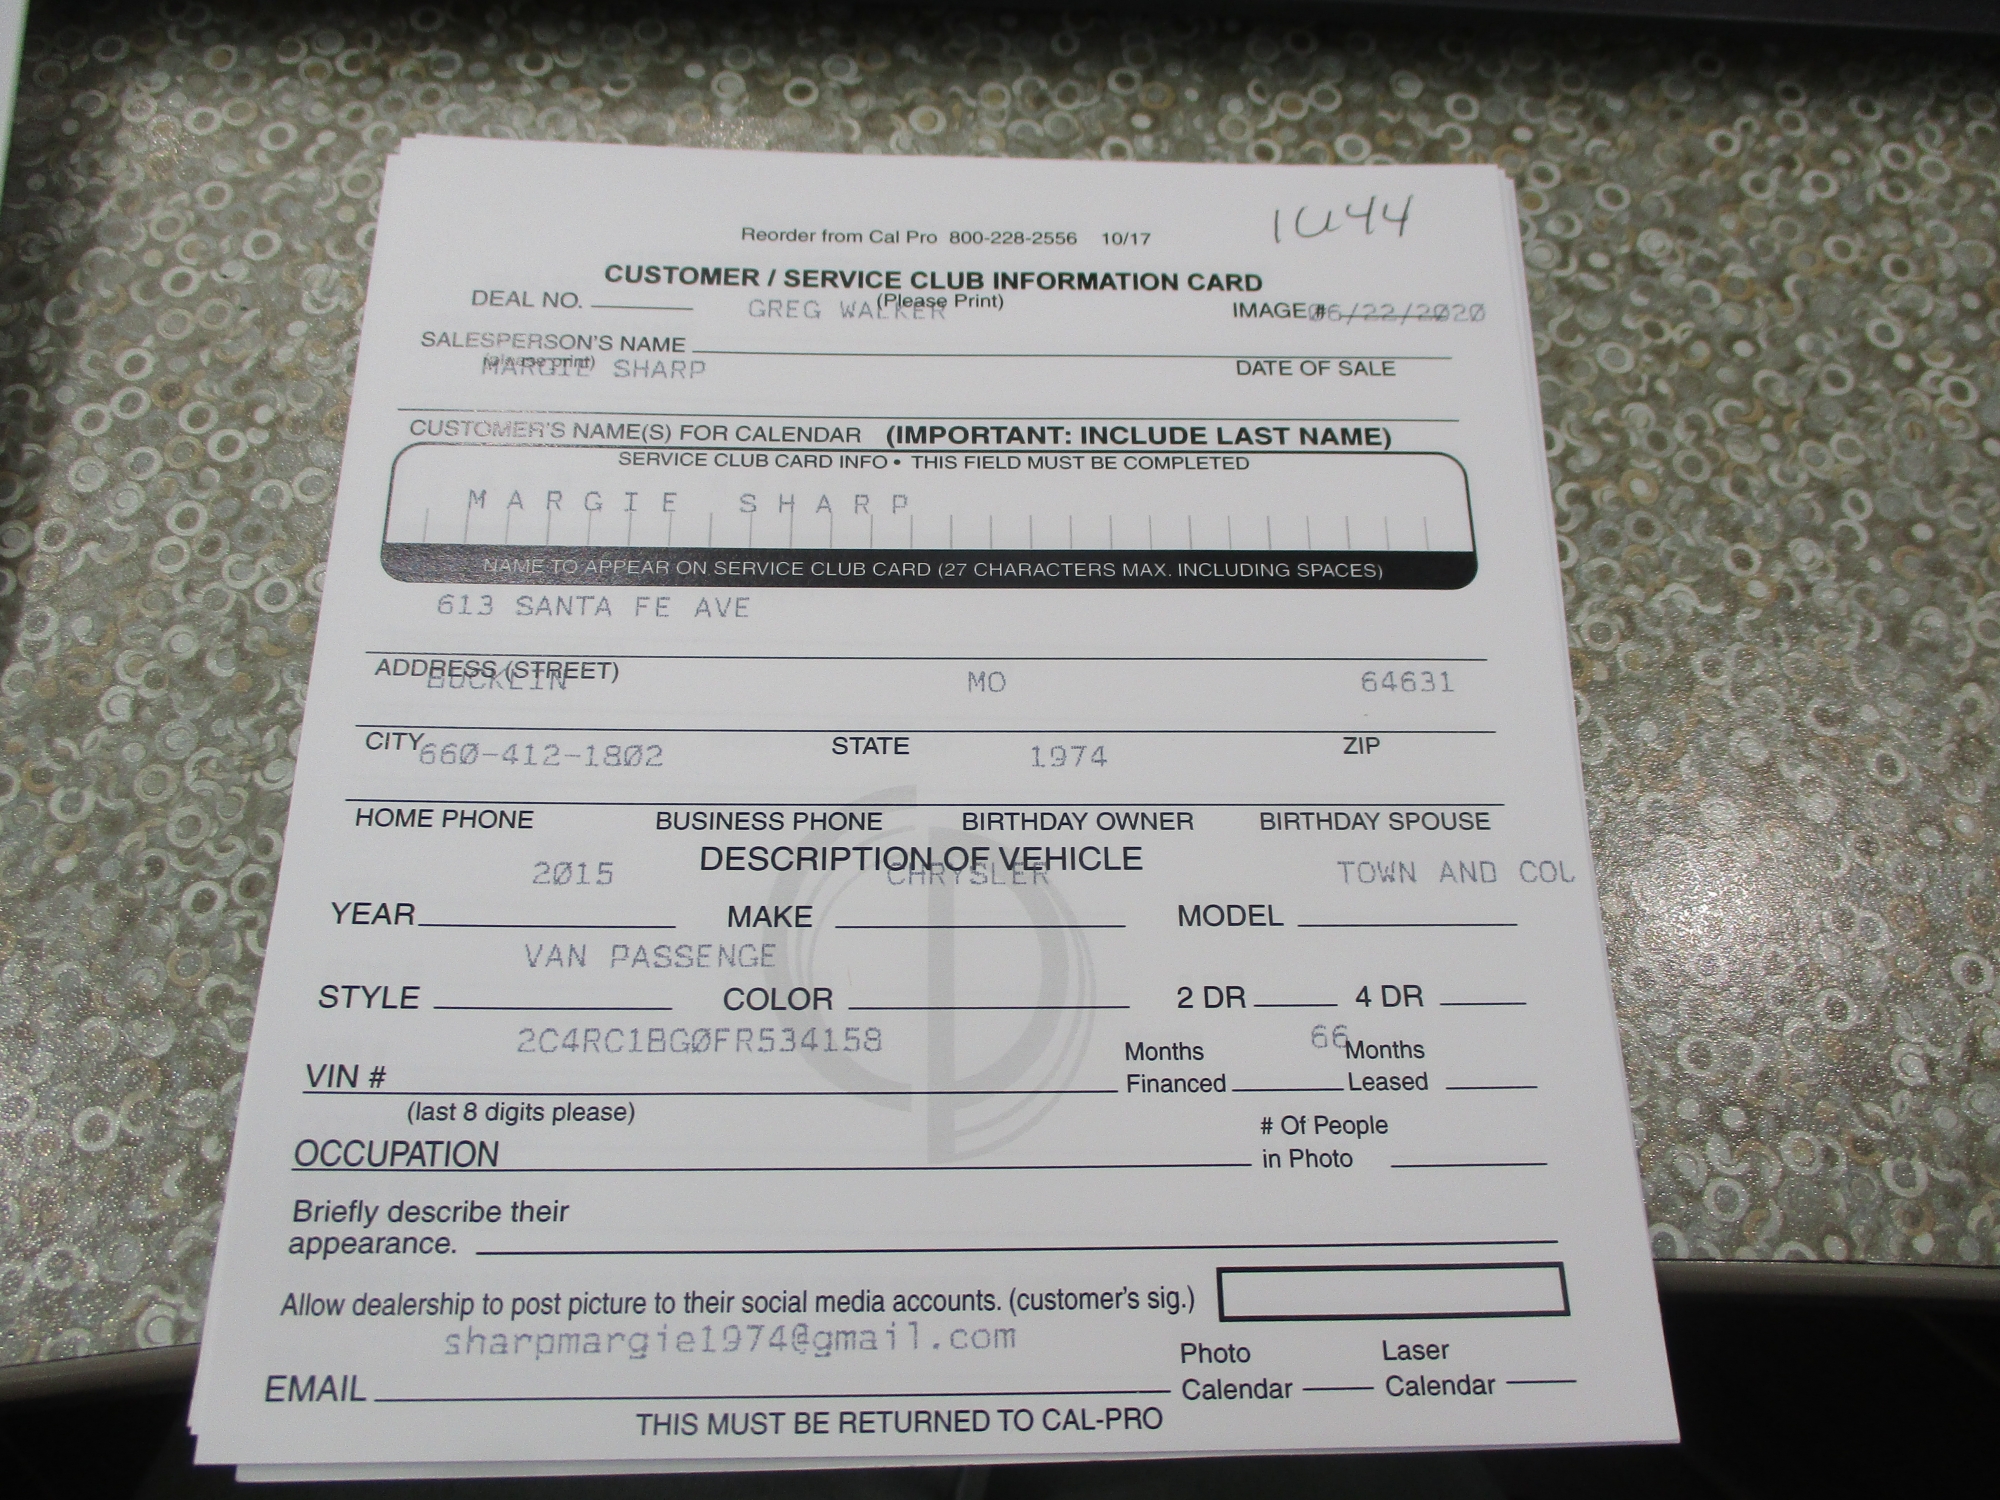 1644
Reorder from Cal Pro 800-228-2556 10/17
CUSTOMER / SERVICE CLUB INFORMATION CARD
(Please Print)
DEAL NO. GREG WALKER IMAGE# 06/22/2020
SALESPERSON'S NAME
(please print) MARGIE SHARP DATE OF SALE
CUSTOMER'S NAME(S) FOR CALENDAR (IMPORTANT: INCLUDE LAST NAME)
SERVICE CLUB CARD INFO • THIS FIELD MUST BE COMPLETED
MARGIE SHARP
NAME TO APPEAR ON SERVICE CLUB CARD (27 CHARACTERS MAX. INCLUDING SPACES)
613 SANTA FE AVE
ADDRESS (STREET)
BUCKLIN MO 64631
CITY STATE ZIP
660-412-1802 1974
HOME PHONE BUSINESS PHONE BIRTHDAY OWNER BIRTHDAY SPOUSE
DESCRIPTION OF VEHICLE
2015 CHRYSLER TOWN AND COU
YEAR MAKE MODEL
VAN PASSENGE
STYLE COLOR 2 DR 4 DR
2C4RC1BG0FR534158 66
VIN # Months Financed Months Leased
(last 8 digits please)
OCCUPATION # Of People in Photo
Briefly describe their
appearance.
Allow dealership to post picture to their social media accounts. (customer's sig.)
sharpmargie1974@gmail.com
EMAIL Photo Calendar Laser Calendar
THIS MUST BE RETURNED TO CAL-PRO